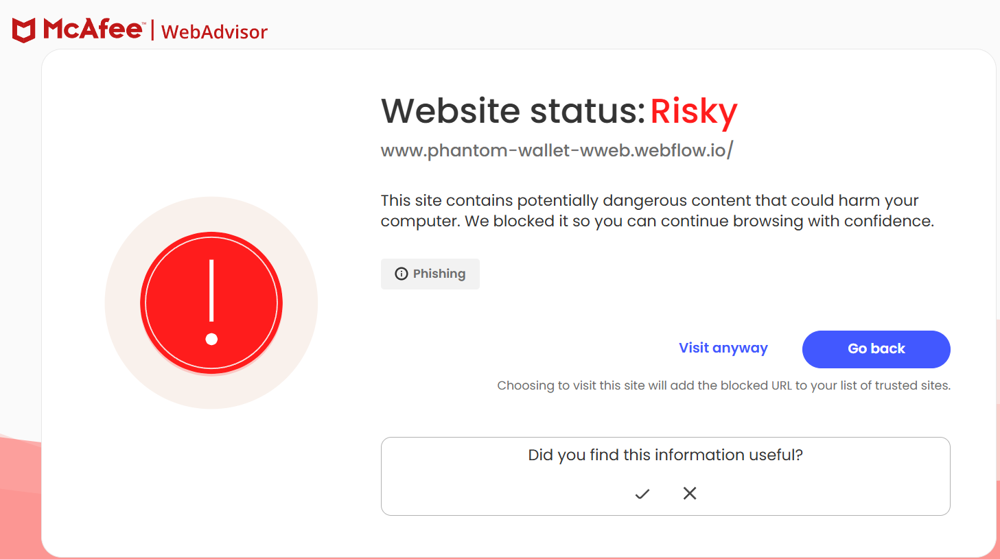 McAfee™ | WebAdvisor
Website status: Risky
www.phantom-wallet-wweb.webflow.io/
This site contains potentially dangerous content that could harm your
computer. We blocked it so you can continue browsing with confidence.
Phishing
Visit anyway
Go back
Choosing to visit this site will add the blocked URL to your list of trusted sites.
Did you find this information useful?